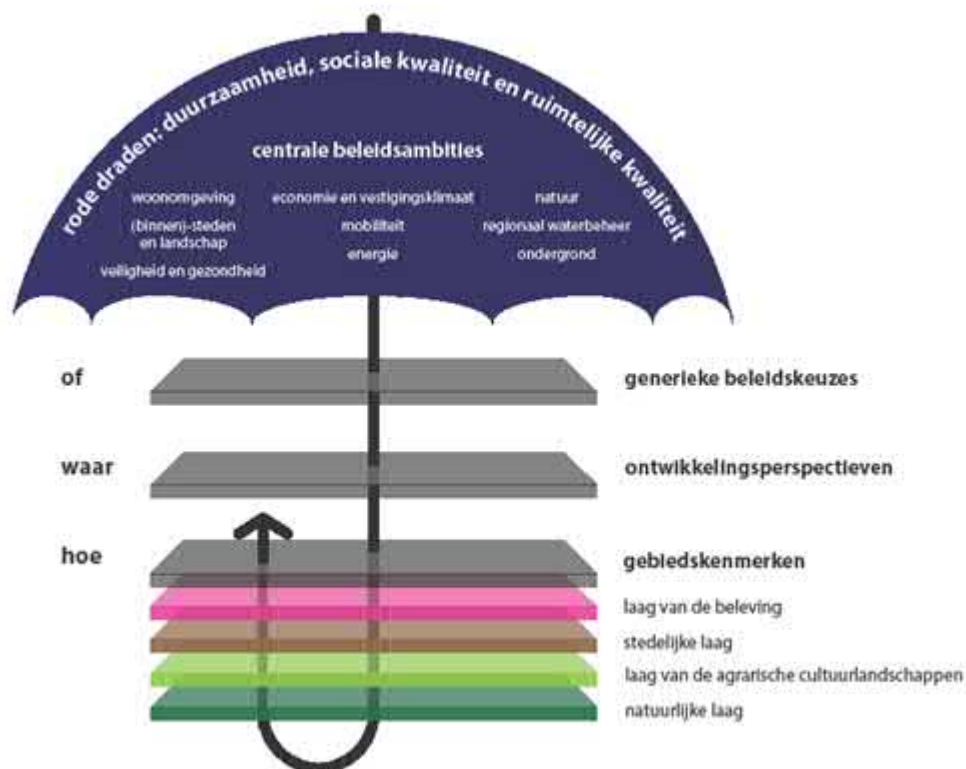 rode draden: duurzaamheid, sociale kwaliteit en ruimtelijke kwaliteit
centrale beleidsambities
woonomgeving
(binnen)-steden
en landschap
veiligheid en gezondheid
economie en vestigingsklimaat
mobiliteit
energie
natuur
regionaal waterbeheer
ondergrond
of
generieke beleidskeuzes
waar
ontwikkelingsperspectieven
hoe
gebiedskenmerken
laag van de beleving
stedelijke laag
laag van de agrarische cultuurlandschappen
natuurlijke laag